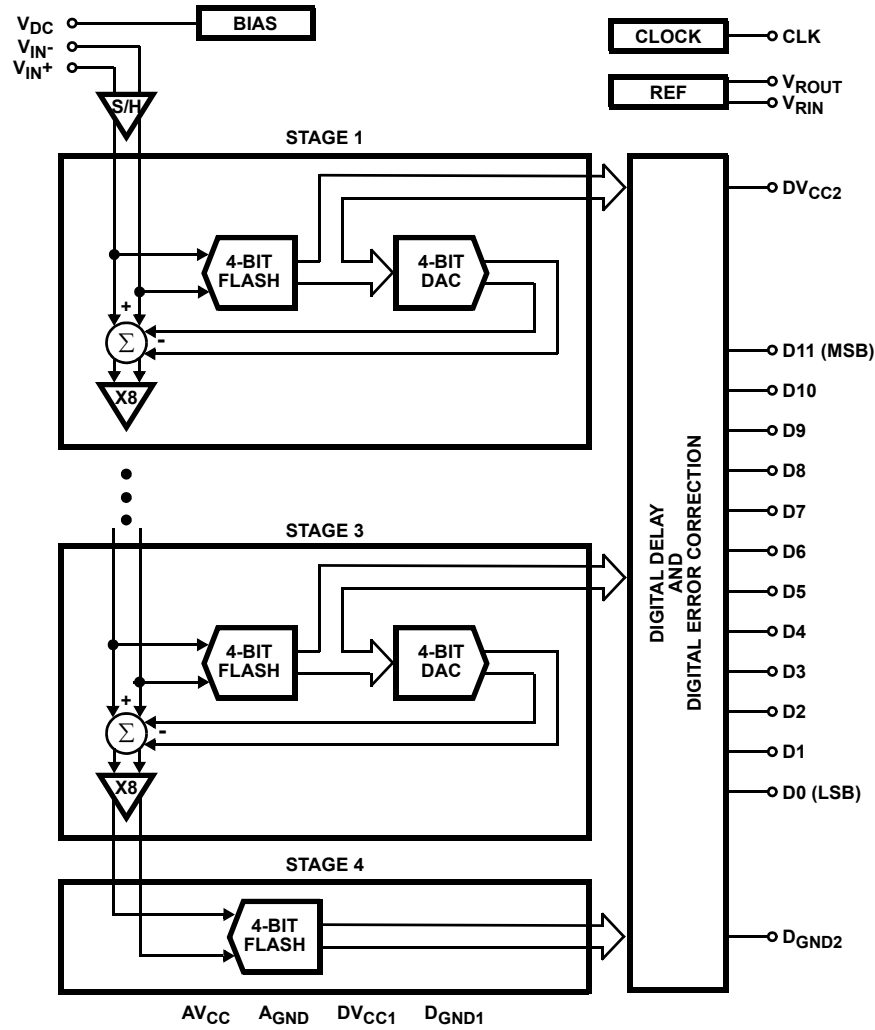 V_DC
BIAS
V_IN-
V_IN+
S/H
CLOCK
CLK
REF
V_ROUT
V_RIN
STAGE 1
4-BIT
FLASH
4-BIT
DAC
+
Σ
-
X8
STAGE 3
4-BIT
FLASH
4-BIT
DAC
+
Σ
-
X8
STAGE 4
4-BIT
FLASH
DIGITAL DELAY
AND
DIGITAL ERROR CORRECTION
DV_CC2
D11 (MSB)
D10
D9
D8
D7
D6
D5
D4
D3
D2
D1
D0 (LSB)
D_GND2
AV_CC A_GND DV_CC1 D_GND1